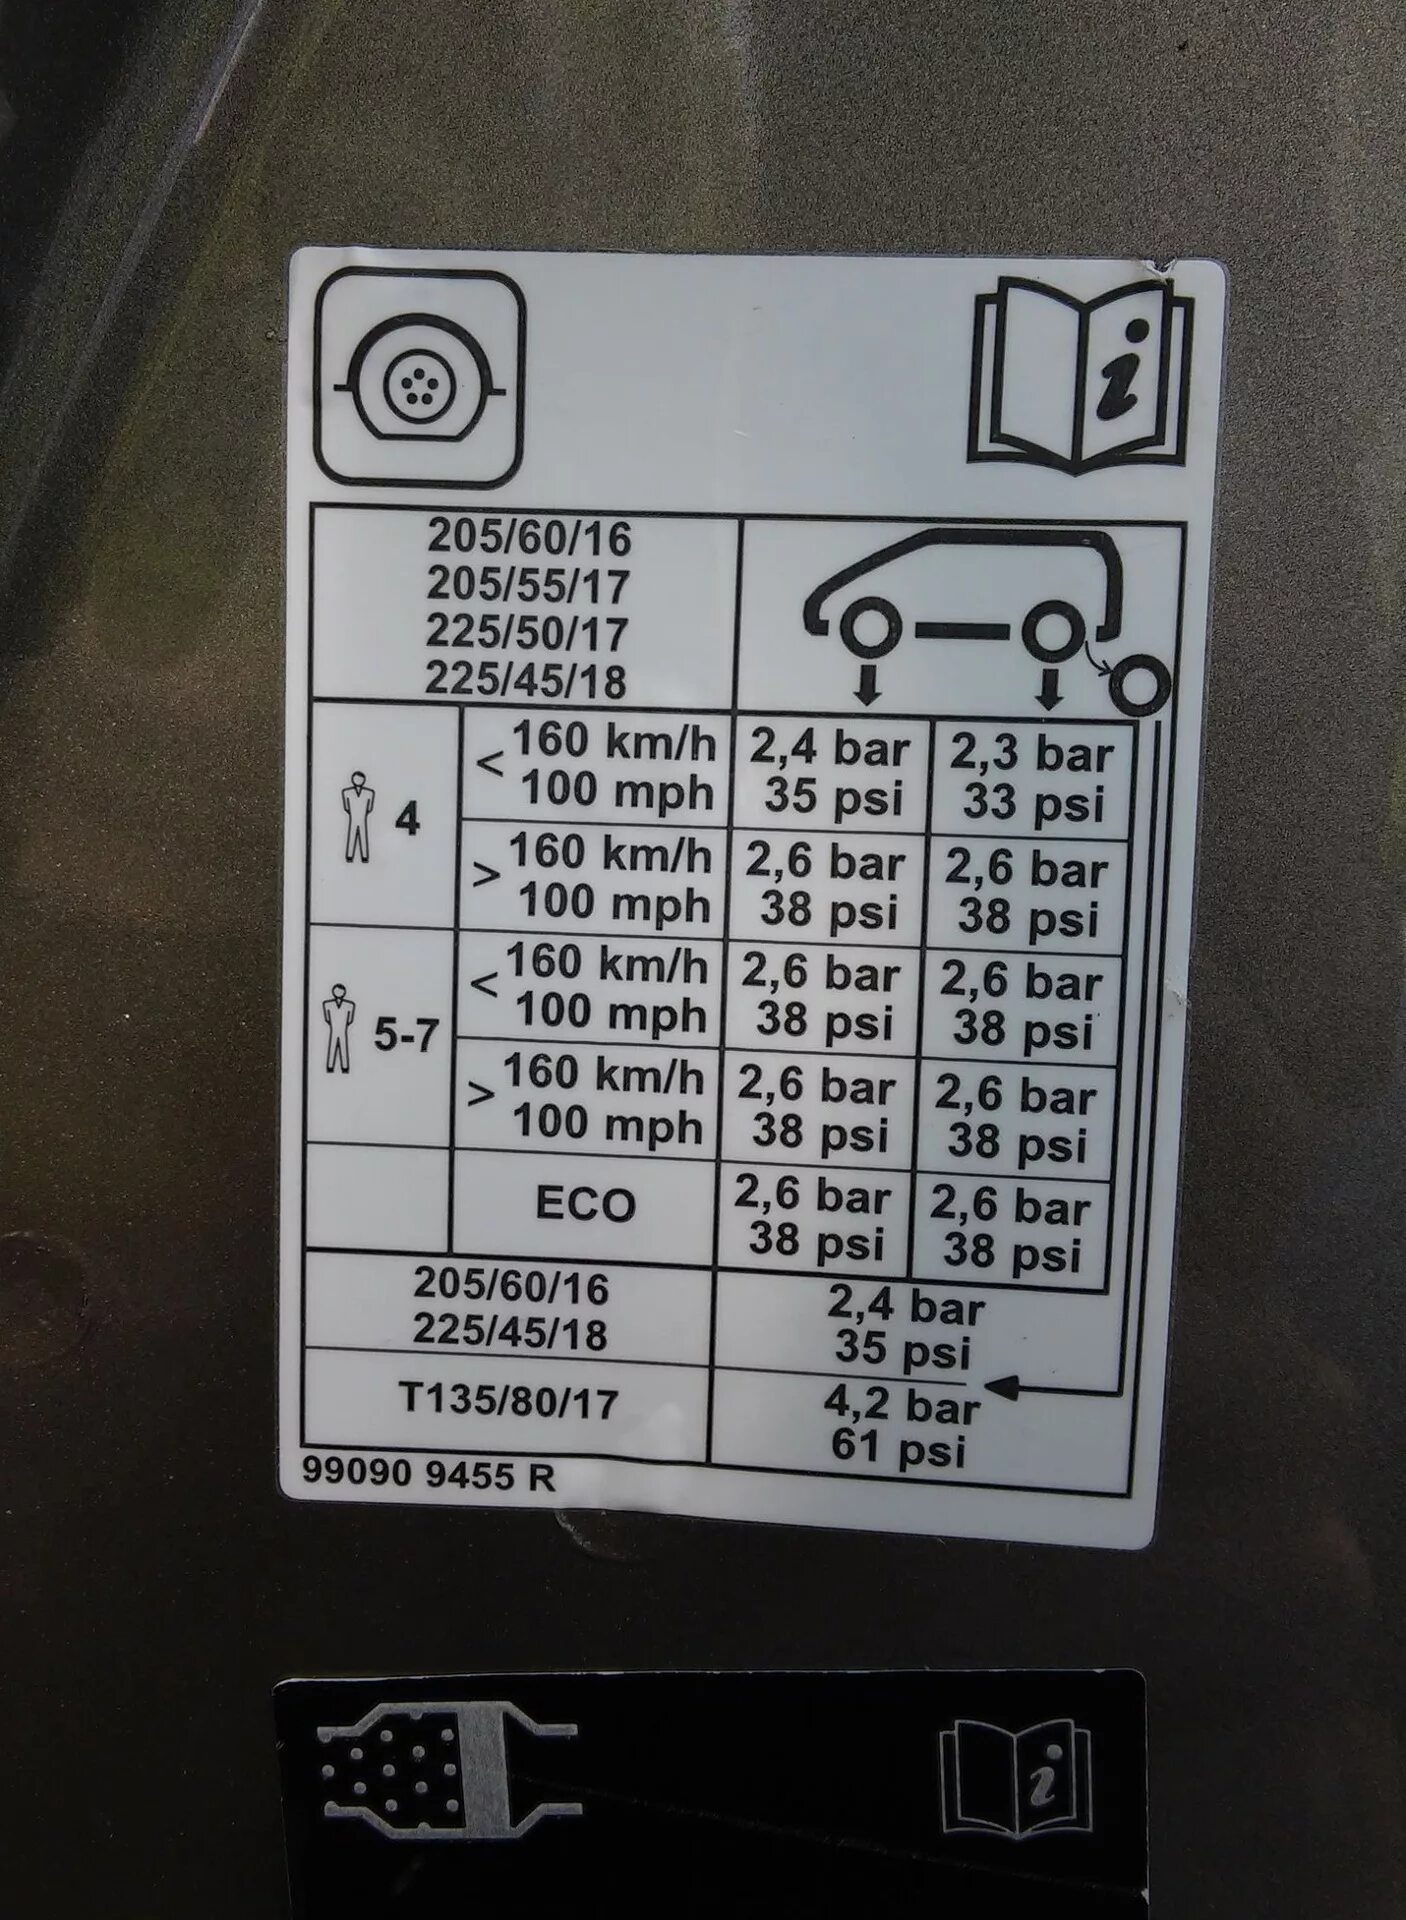 i
205/60/16
205/55/17
225/50/17
225/45/18
4
< 160 km/h 2,4 bar 2,3 bar
100 mph 35 psi 33 psi
> 160 km/h 2,6 bar 2,6 bar
100 mph 38 psi 38 psi
5-7
< 160 km/h 2,6 bar 2,6 bar
100 mph 38 psi 38 psi
> 160 km/h 2,6 bar 2,6 bar
100 mph 38 psi 38 psi
ECO 2,6 bar 2,6 bar
38 psi 38 psi
205/60/16 2,4 bar
225/45/18 35 psi
T135/80/17 4,2 bar
61 psi
99090 9455 R
i